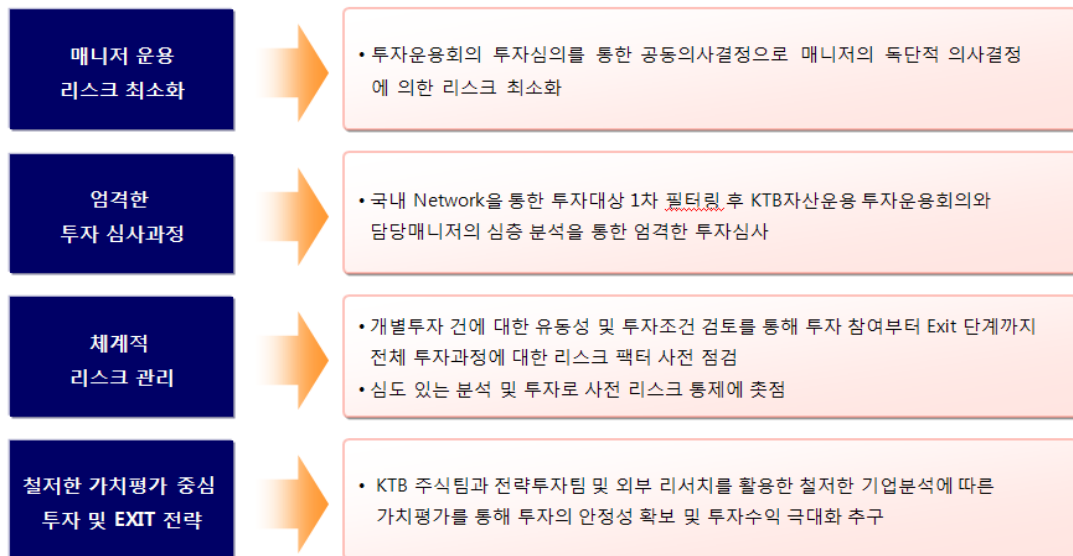 매니저 운용
리스크 최소화
• 투자운용회의 투자심의를 통한 공동의사결정으로 매니저의 독단적 의사결정
에 의한 리스크 최소화
엄격한
투자 심사과정
• 국내 Network을 통한 투자대상 1차 필터링 후 KTB자산운용 투자운용회의와
담당매니저의 심층 분석을 통한 엄격한 투자심사
체계적
리스크 관리
• 개별투자 건에 대한 유동성 및 투자조건 검토를 통해 투자 참여부터 Exit 단계까지
전체 투자과정에 대한 리스크 팩터 사전 점검
• 심도 있는 분석 및 투자로 사전 리스크 통제에 촛점
철저한 가치평가 중심
투자 및 EXIT 전략
• KTB 주식팀과 전략투자팀 및 외부 리서치를 활용한 철저한 기업분석에 따른
가치평가를 통해 투자의 안정성 확보 및 투자수익 극대화 추구